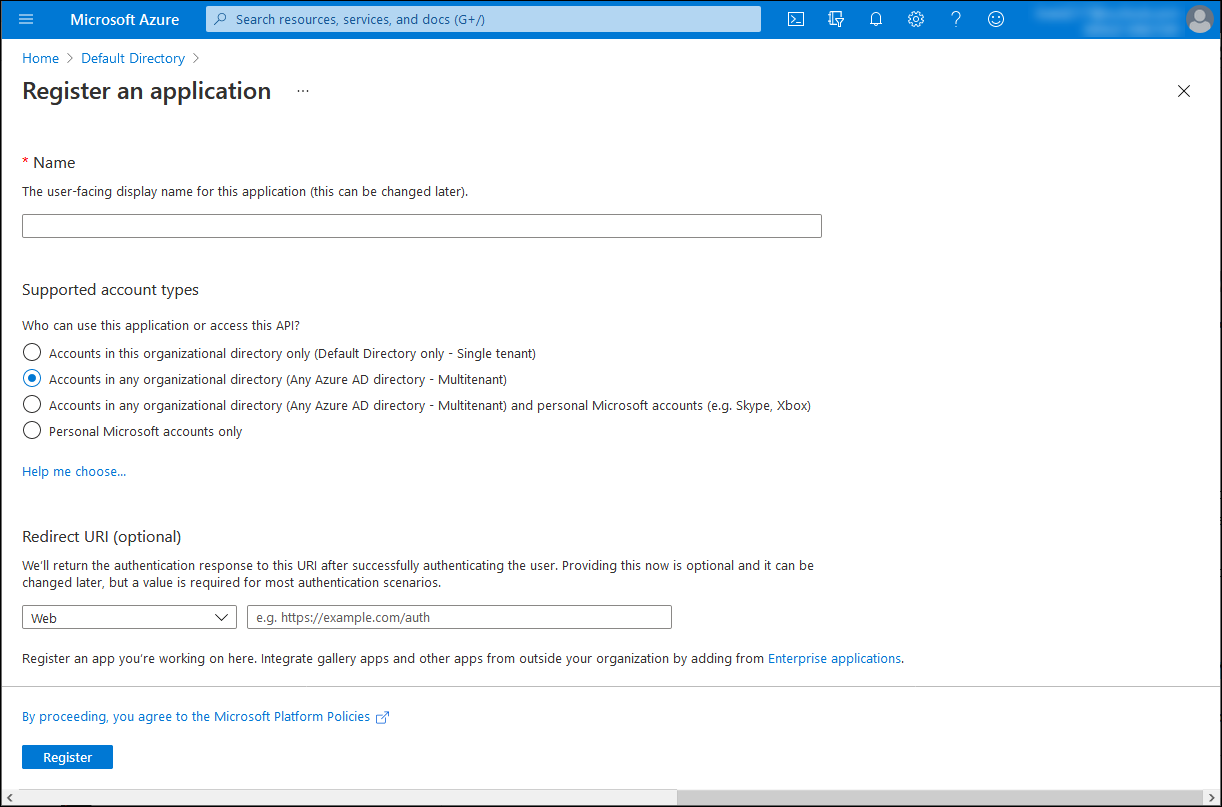 Microsoft Azure
Search resources, services, and docs (G+/)
Home > Default Directory >
Register an application ...
* Name
The user-facing display name for this application (this can be changed later).
Supported account types
Who can use this application or access this API?
Accounts in this organizational directory only (Default Directory only - Single tenant)
Accounts in any organizational directory (Any Azure AD directory - Multitenant)
Accounts in any organizational directory (Any Azure AD directory - Multitenant) and personal Microsoft accounts (e.g. Skype, Xbox)
Personal Microsoft accounts only
Help me choose...
Redirect URI (optional)
We'll return the authentication response to this URI after successfully authenticating the user. Providing this now is optional and it can be
changed later, but a value is required for most authentication scenarios.
Web
e.g. https://example.com/auth
Register an app you're working on here. Integrate gallery apps and other apps from outside your organization by adding from Enterprise applications.
By proceeding, you agree to the Microsoft Platform Policies
Register